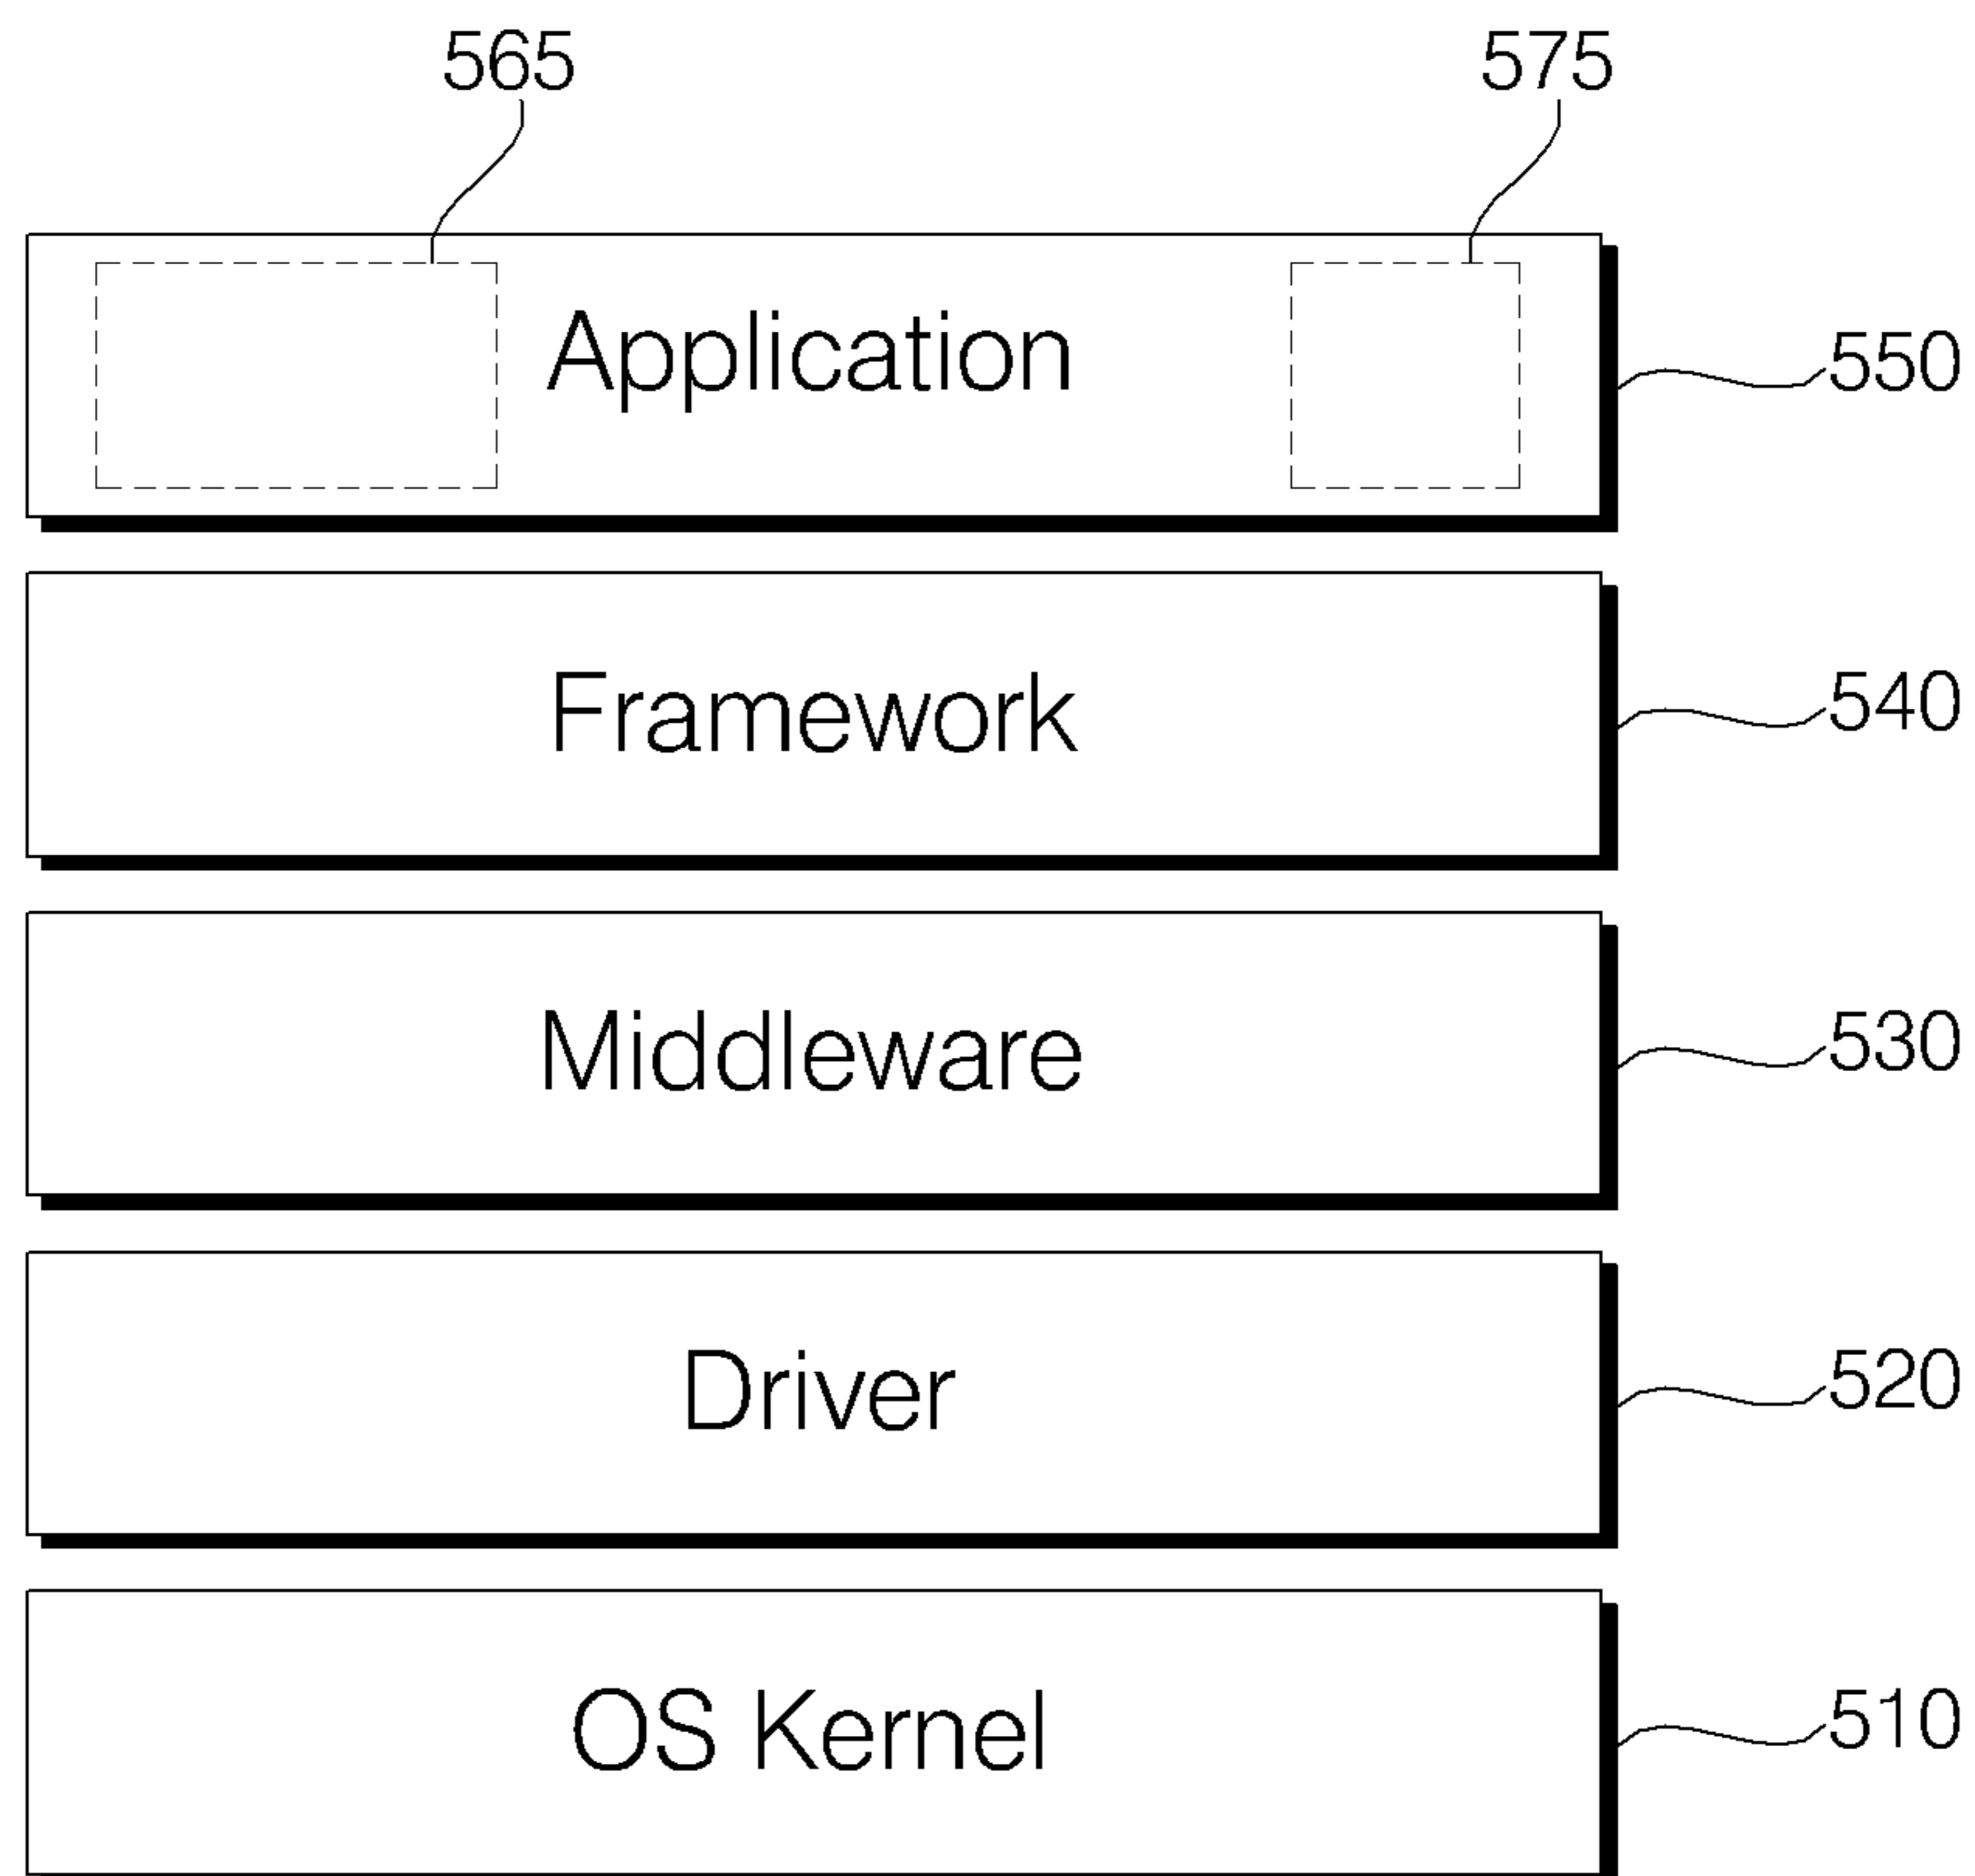 565 575
Application 550
Framework 540
Middleware 530
Driver 520
OS Kernel 510